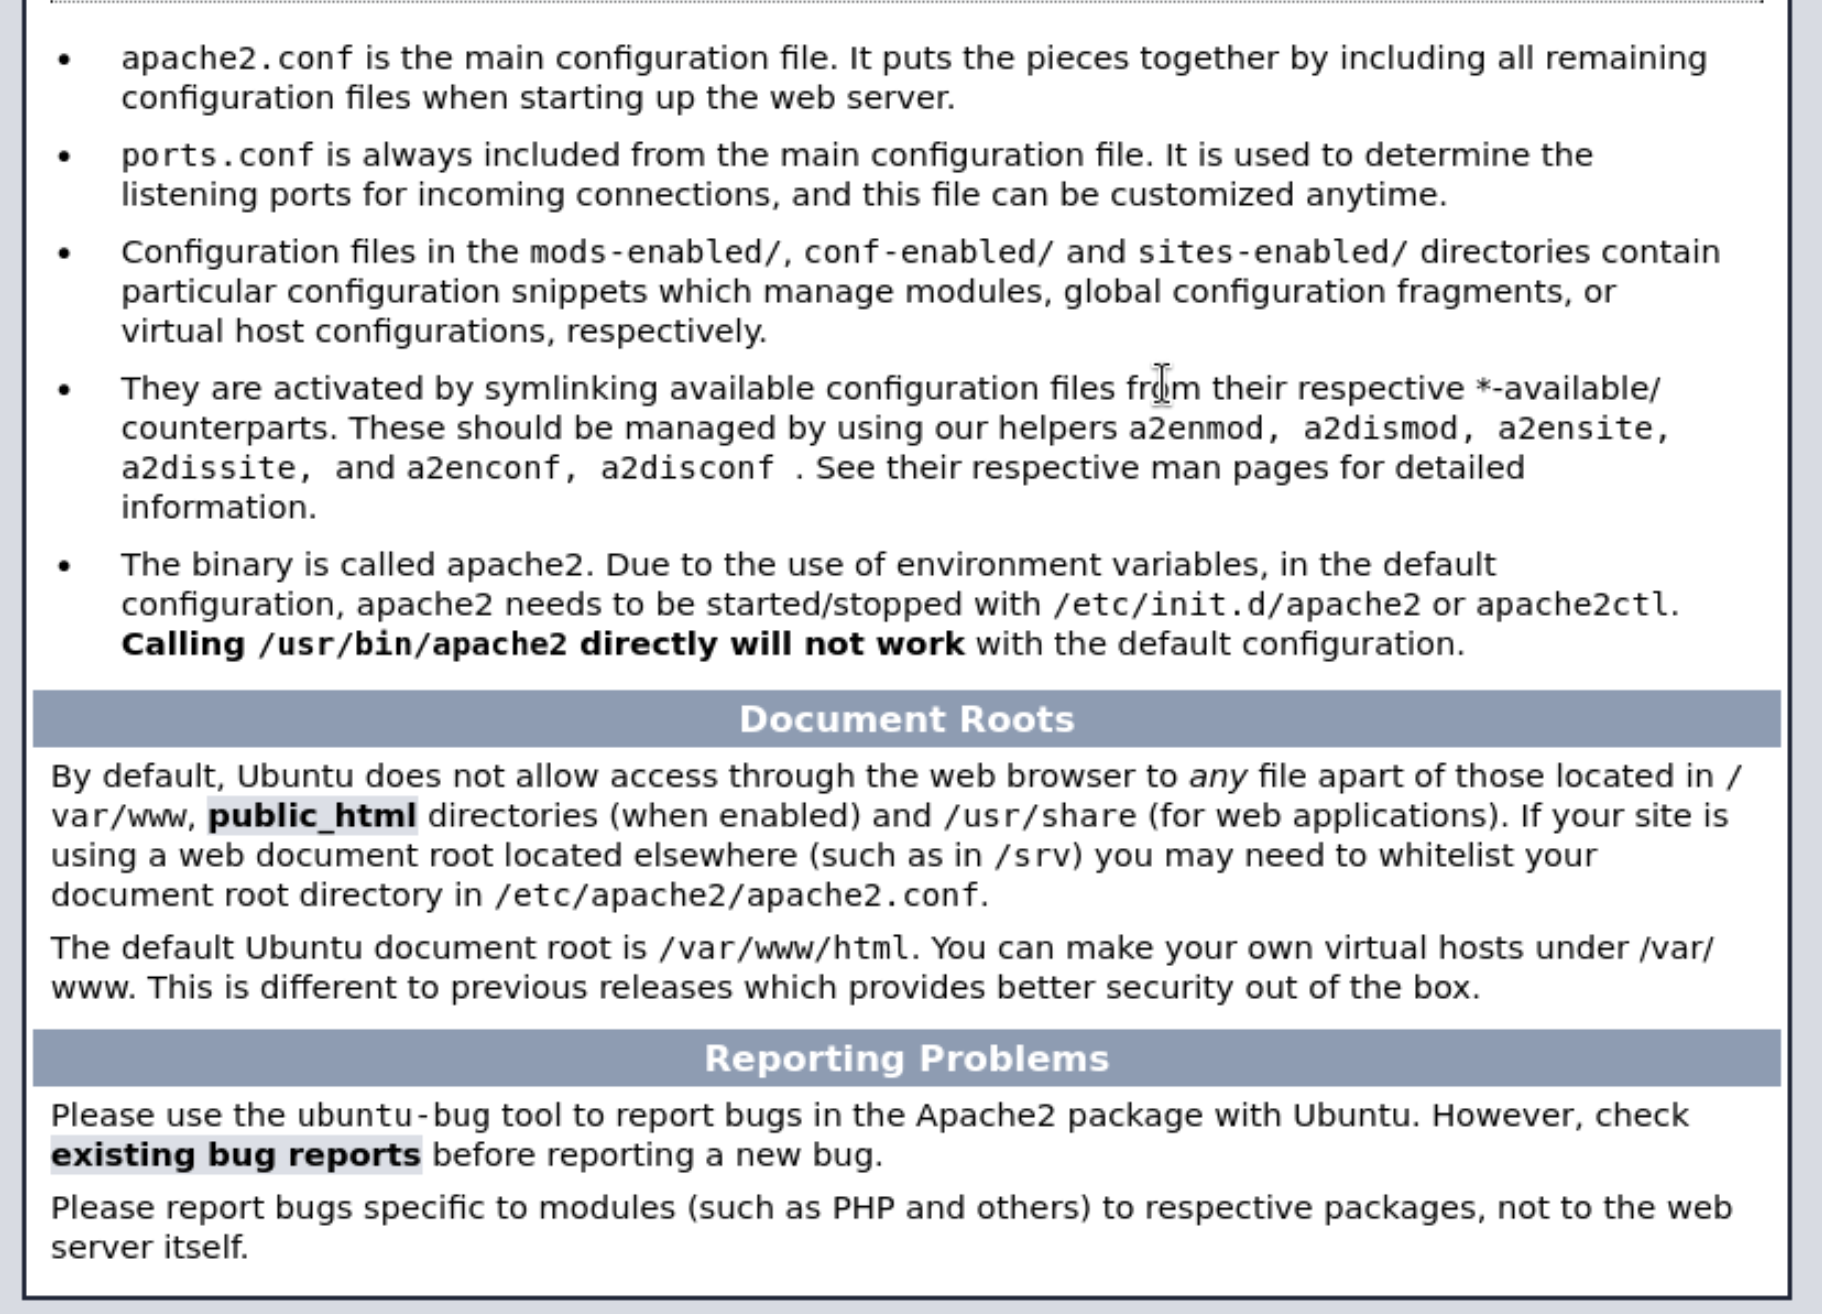 • apache2.conf is the main configuration file. It puts the pieces together by including all remaining
configuration files when starting up the web server.
• ports.conf is always included from the main configuration file. It is used to determine the
listening ports for incoming connections, and this file can be customized anytime.
• Configuration files in the mods-enabled/, conf-enabled/ and sites-enabled/ directories contain
particular configuration snippets which manage modules, global configuration fragments, or
virtual host configurations, respectively.
• They are activated by symlinking available configuration files from their respective *-available/
counterparts. These should be managed by using our helpers a2enmod, a2dismod, a2ensite,
a2dissite, and a2enconf, a2disconf . See their respective man pages for detailed
information.
• The binary is called apache2. Due to the use of environment variables, in the default
configuration, apache2 needs to be started/stopped with /etc/init.d/apache2 or apache2ctl.
Calling /usr/bin/apache2 directly will not work with the default configuration.
Document Roots
By default, Ubuntu does not allow access through the web browser to any file apart of those located in /
var/www, public_html directories (when enabled) and /usr/share (for web applications). If your site is
using a web document root located elsewhere (such as in /srv) you may need to whitelist your
document root directory in /etc/apache2/apache2.conf.
The default Ubuntu document root is /var/www/html. You can make your own virtual hosts under /var/
www. This is different to previous releases which provides better security out of the box.
Reporting Problems
Please use the ubuntu-bug tool to report bugs in the Apache2 package with Ubuntu. However, check
existing bug reports before reporting a new bug.
Please report bugs specific to modules (such as PHP and others) to respective packages, not to the web
server itself.